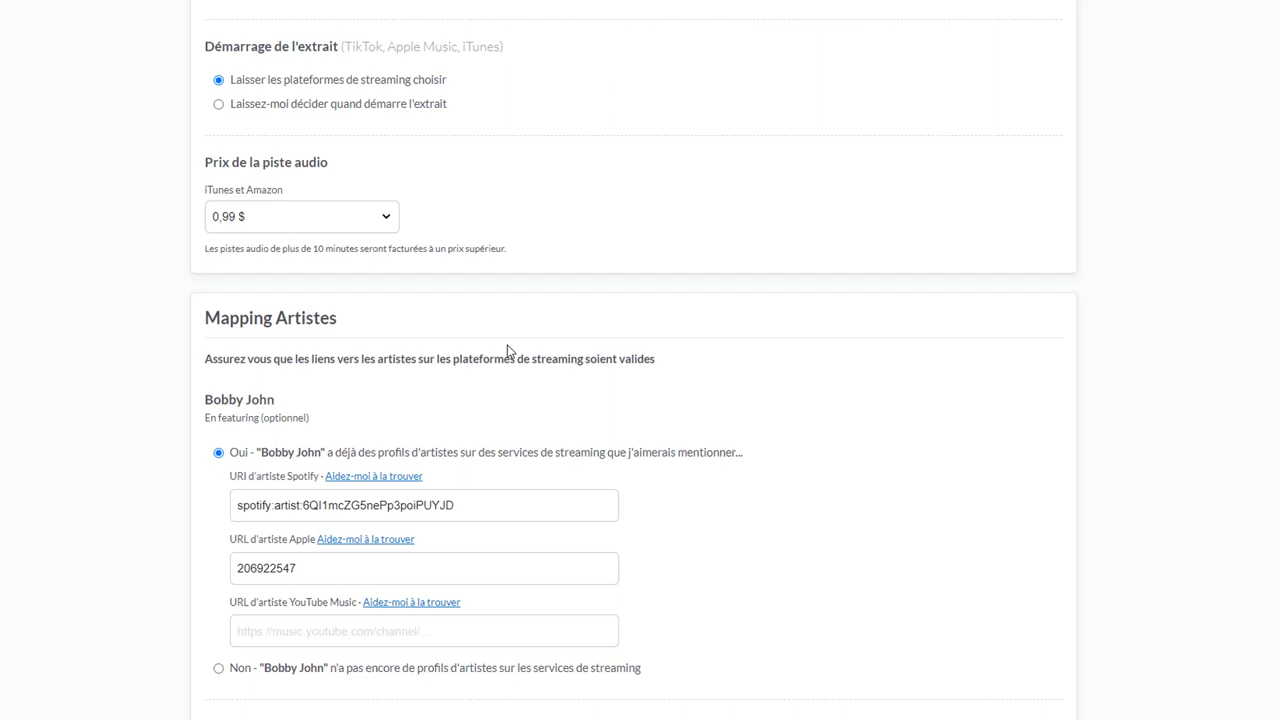 Démarrage de l'extrait (TikTok, Apple Music, iTunes)
Laisser les plateformes de streaming choisir
Laissez-moi décider quand démarre l'extrait
Prix de la piste audio
iTunes et Amazon
0,99 $
Les pistes audio de plus de 10 minutes seront facturées à un prix supérieur.
Mapping Artistes
Assurez vous que les liens vers les artistes sur les plateformes de streaming soient valides
Bobby John
En featuring (optionnel)
Oui - "Bobby John" a déjà des profils d'artistes sur des services de streaming que j'aimerais mentionner...
URI d'artiste Spotify · Aidez-moi à la trouver
spotify:artist:6QI1mcZG5nePp3poiPUYJD
URL d'artiste Apple Aidez-moi à la trouver
206922547
URL d'artiste YouTube Music · Aidez-moi à la trouver
https://music.youtube.com/channel/...
Non - "Bobby John" n'a pas encore de profils d'artistes sur les services de streaming